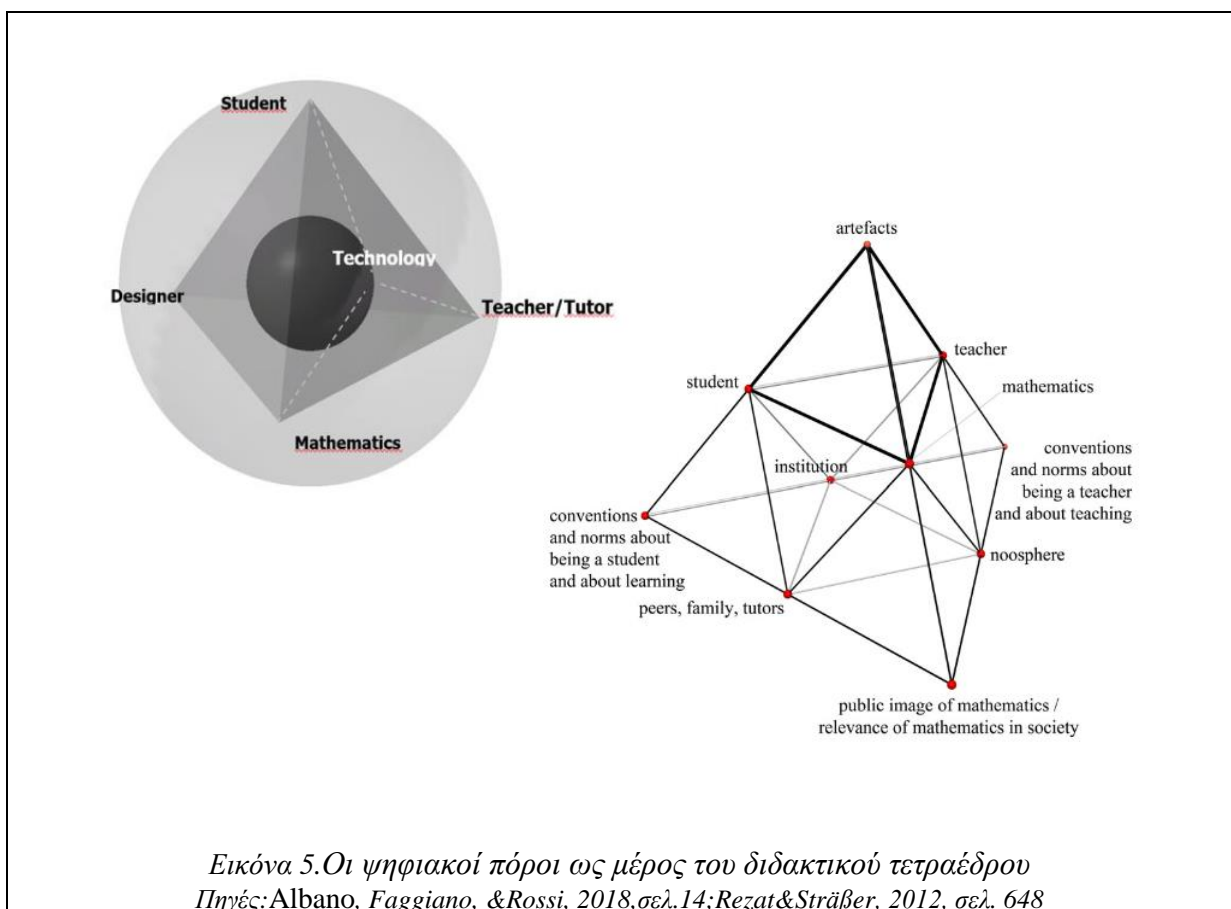 Student
Technology
Designer
Teacher/Tutor
Mathematics
artefacts
teacher
student
mathematics
institution
conventions
and norms about
being a teacher
and about teaching
conventions
and norms about
being a student
and about learning
noosphere
peers, family, tutors
public image of mathematics /
relevance of mathematics in society
Εικόνα 5.Οι ψηφιακοί πόροι ως μέρος του διδακτικού τετραέδρου
Πηγές:Albano, Faggiano, &Rossi, 2018,σελ.14;Rezat&Sträßer, 2012, σελ. 648